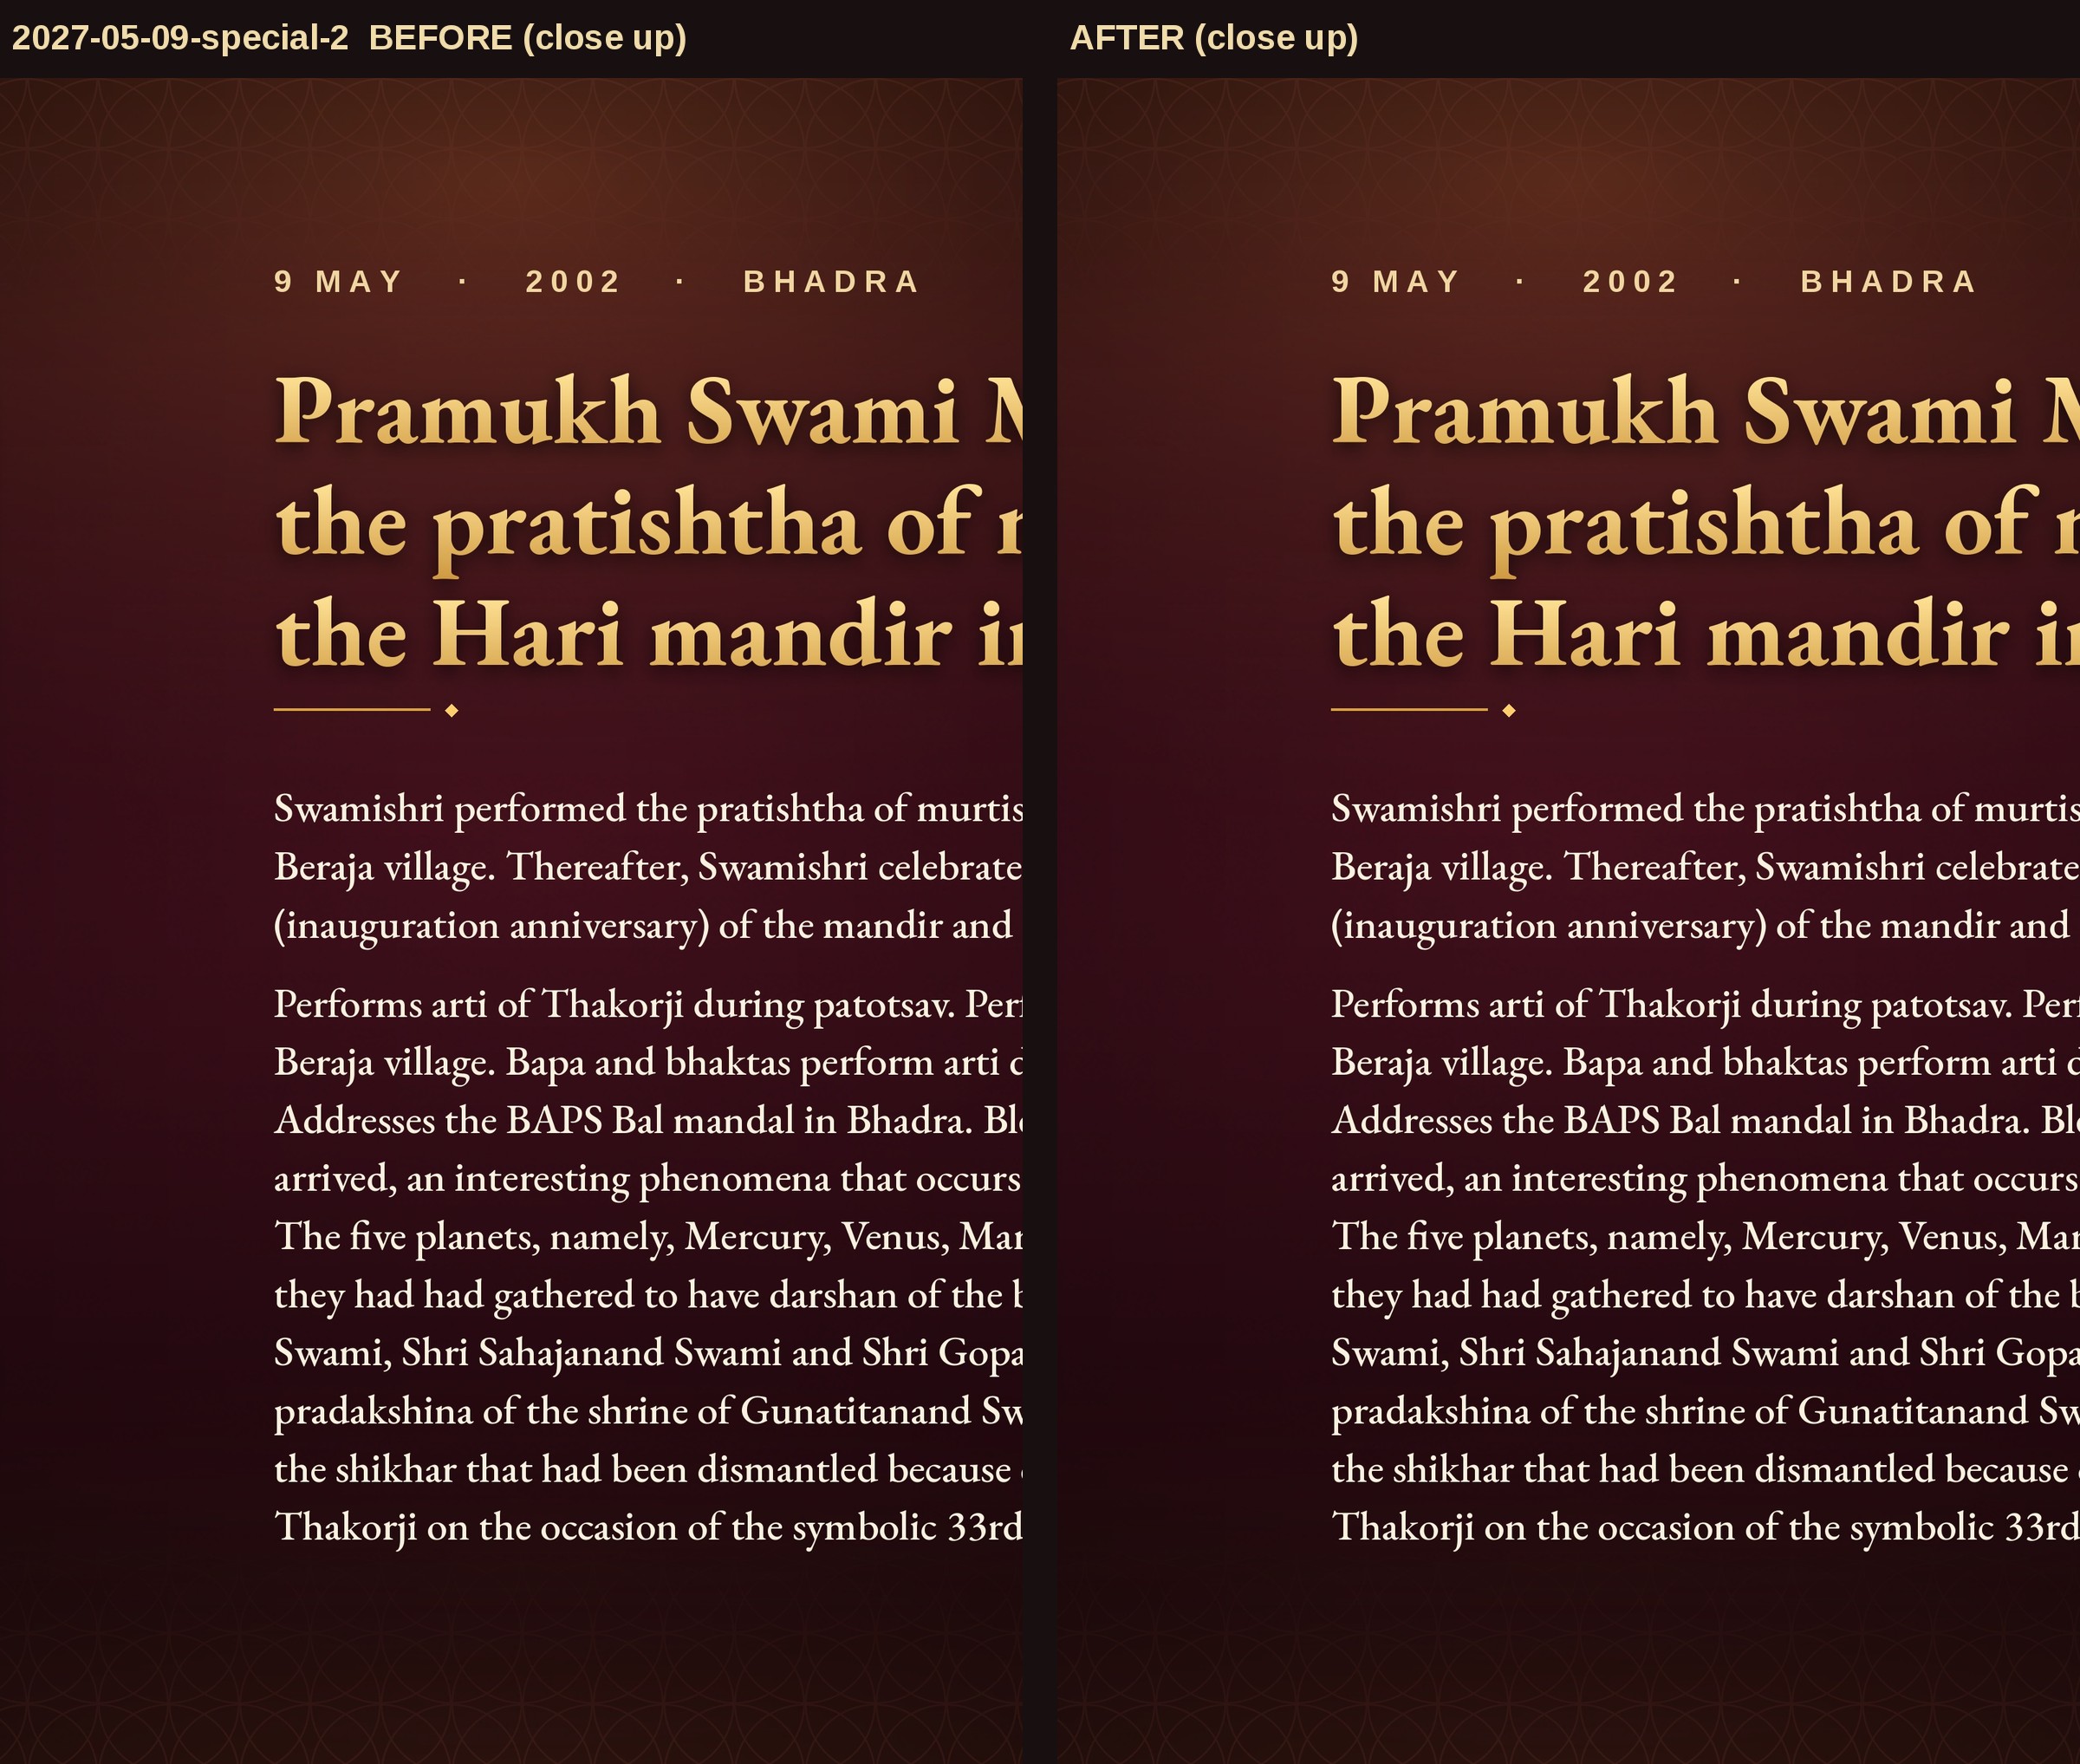 2027-05-09-special-2 BEFORE (close up)
9 MAY · 2002 · BHADRA
Pramukh Swami
the pratishtha of
the Hari mandir
Swamishri performed the pratishtha of murtis
Beraja village. Thereafter, Swamishri celebrate
(inauguration anniversary) of the mandir and
Performs arti of Thakorji during patotsav.
Beraja village. Bapa and bhaktas perform arti
Addresses the BAPS Bal mandal in Bhadra.
arrived, an interesting phenomena that occurs
The five planets, namely, Mercury, Venus,
they had had gathered to have darshan of the
Swami, Shri Sahajanand Swami and Shri
pradakshina of the shrine of Gunatitanand
the shikhar that had been dismantled because
Thakorji on the occasion of the symbolic 33rd
AFTER (close up)
9 MAY · 2002 · BHADRA
Pramukh Swami
the pratishtha of
the Hari mandir
Swamishri performed the pratishtha of murtis
Beraja village. Thereafter, Swamishri celebrate
(inauguration anniversary) of the mandir and
Performs arti of Thakorji during patotsav.
Beraja village. Bapa and bhaktas perform arti
Addresses the BAPS Bal mandal in Bhadra.
arrived, an interesting phenomena that occurs
The five planets, namely, Mercury, Venus,
they had had gathered to have darshan of the
Swami, Shri Sahajanand Swami and Shri
pradakshina of the shrine of Gunatitanand
the shikhar that had been dismantled because
Thakorji on the occasion of the symbolic 33rd